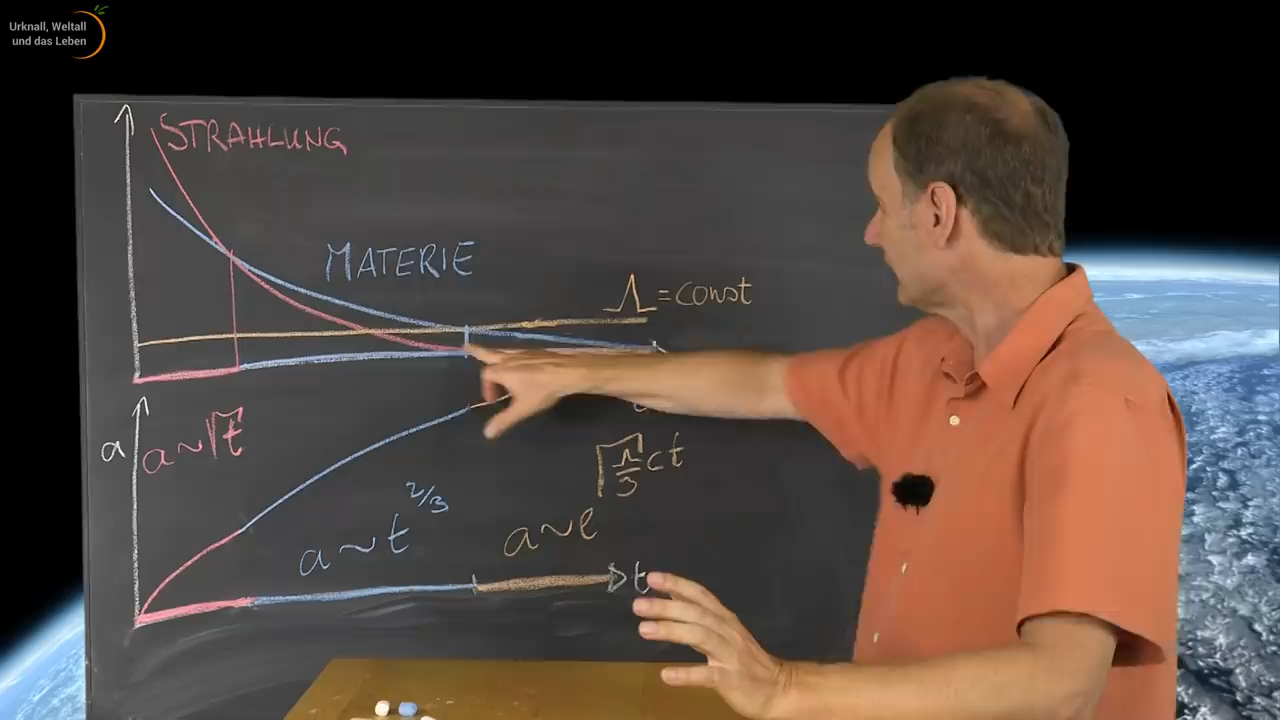 Urknall, Weltall
und das Leben
STRAHLUNG
MATERIE
Λ = const
a
a ~ √t
a ~ t^2/3
a ~ e^√(Λ/3) ct
t